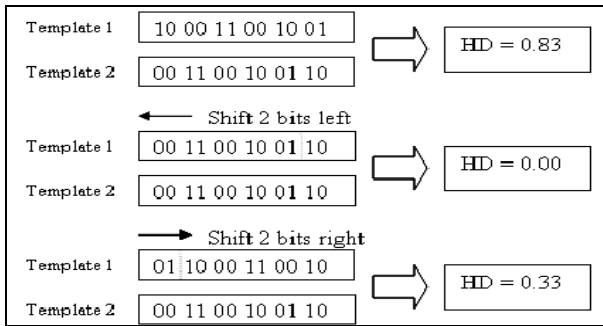 Template 1 10 00 11 00 10 01
HD = 0.83
Template 2 00 11 00 10 01 10
Shift 2 bits left
Template 1 00 11 00 10 01 10
HD = 0.00
Template 2 00 11 00 10 01 10
Shift 2 bits right
Template 1 01 10 00 11 00 10
HD = 0.33
Template 2 00 11 00 10 01 10